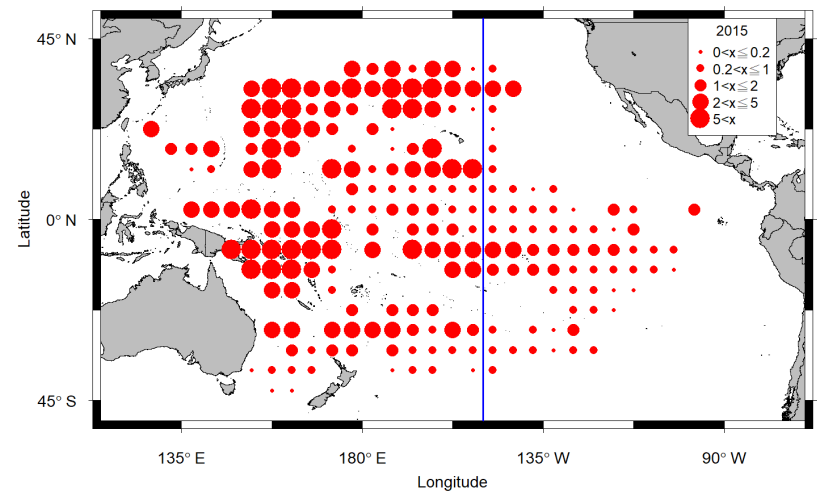 45° N
2015
0<x≦0.2
0.2<x≦1
1<x≦2
2<x≦5
5<x
Latitude
0° N
45° S
135° E
180° E
135° W
90° W
Longitude